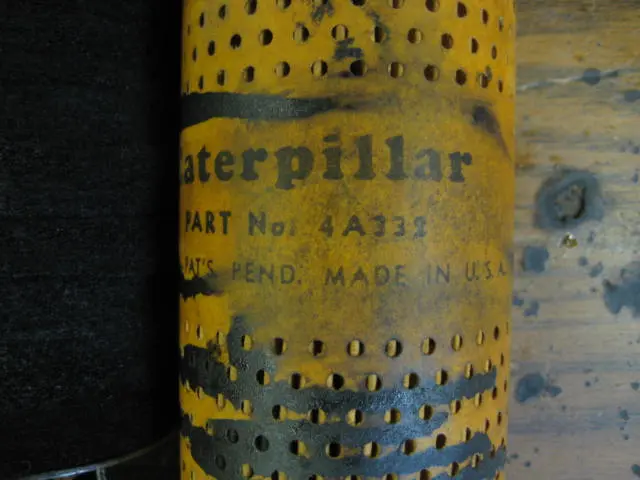 aterpillar
PART No. 4A332
PAT'S. PEND. MADE IN U.S.A.